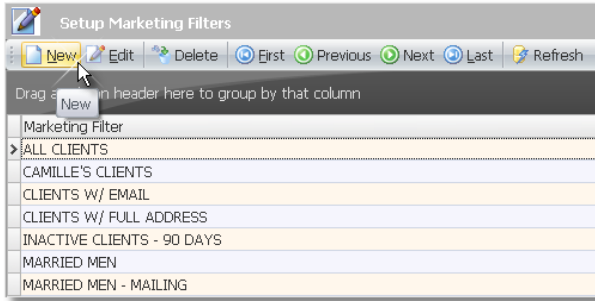 Setup Marketing Filters
New Edit Delete First Previous Next Last Refresh
Drag a header here to group by that column
New
Marketing Filter
ALL CLIENTS
CAMILLE'S CLIENTS
CLIENTS W/ EMAIL
CLIENTS W/ FULL ADDRESS
INACTIVE CLIENTS - 90 DAYS
MARRIED MEN
MARRIED MEN - MAILING